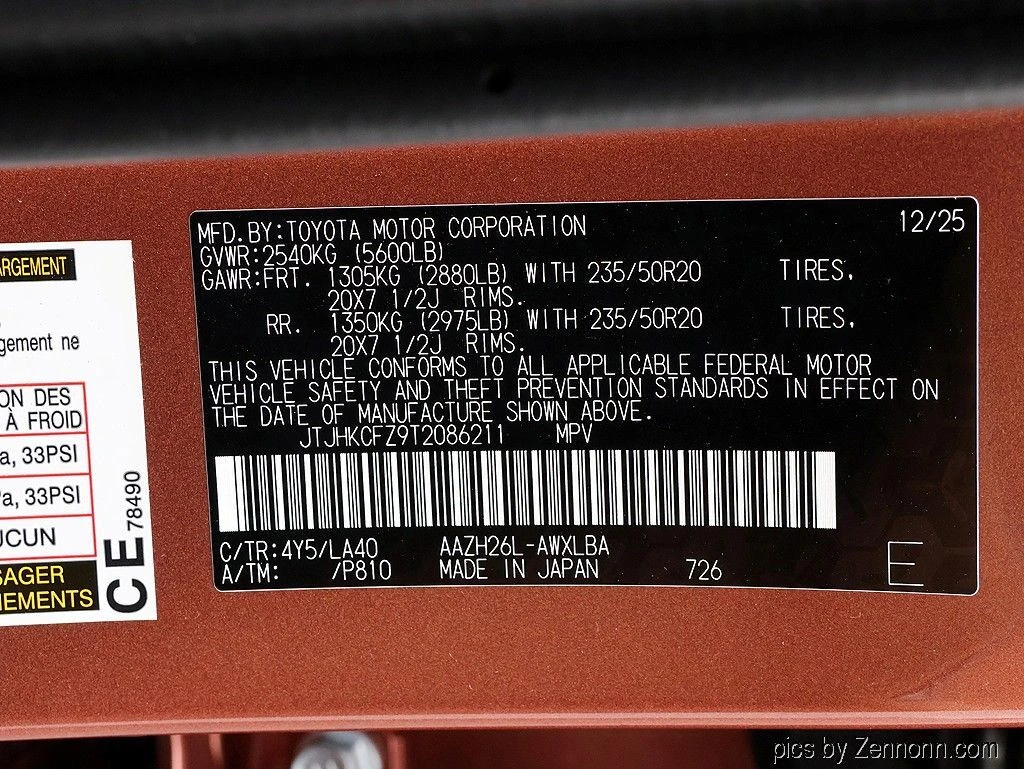 ARGEMENT
gement ne
ON DES
À FROID
a, 33PSI
a, 33PSI
UCUN
SAGER
NEMENTS
CE78490
MFD.BY:TOYOTA MOTOR CORPORATION 12/25
GVWR:2540KG (5600LB)
GAWR:FRT. 1305KG (2880LB) WITH 235/50R20 TIRES.
20X7 1/2J RIMS.
RR. 1350KG (2975LB) WITH 235/50R20 TIRES.
20X7 1/2J RIMS.
THIS VEHICLE CONFORMS TO ALL APPLICABLE FEDERAL MOTOR
VEHICLE SAFETY AND THEFT PREVENTION STANDARDS IN EFFECT ON
THE DATE OF MANUFACTURE SHOWN ABOVE.
JTJHKCFZ9T2086211 MPV
C/TR:4Y5/LA40 AAZH26L-AWXLBA
A/TM: /P810 MADE IN JAPAN 726 E
pics by Zennonn.com